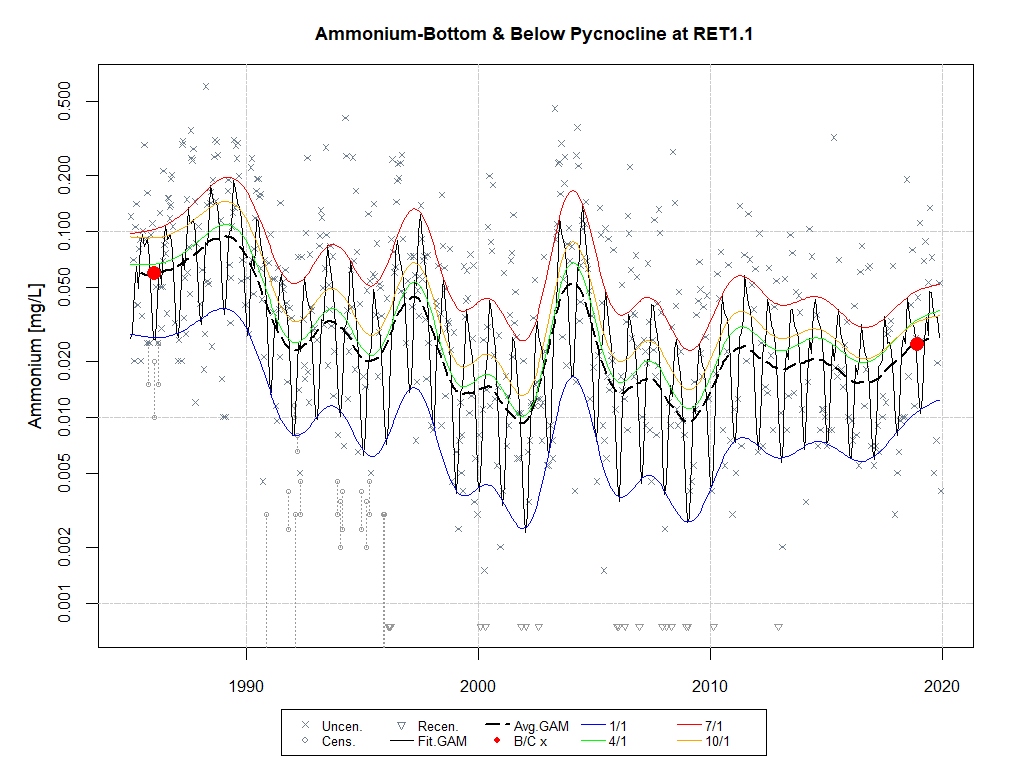 Ammonium-Bottom & Below Pycnocline at RET1.1
Ammonium [mg/L]
0.500
0.200
0.100
0.050
0.020
0.010
0.005
0.002
0.001
1990 2000 2010 2020
Uncen. Recen. Avg.GAM 1/1 7/1
Cens. Fit.GAM B/C x 4/1 10/1